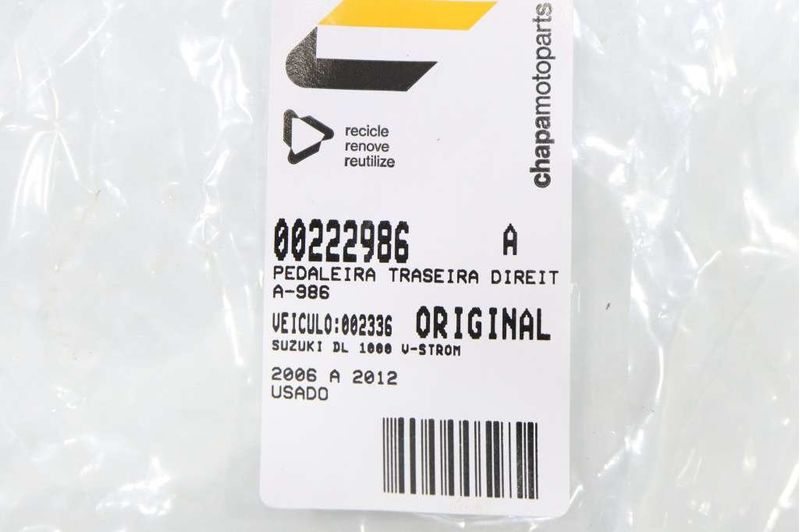 chapamotoparts
recicle
renove
reutilize
00222986 A
PEDALEIRA TRASEIRA DIREIT
A-986
VEICULO:002336 ORIGINAL
SUZUKI DL 1000 V-STROM
2006 A 2012
USADO